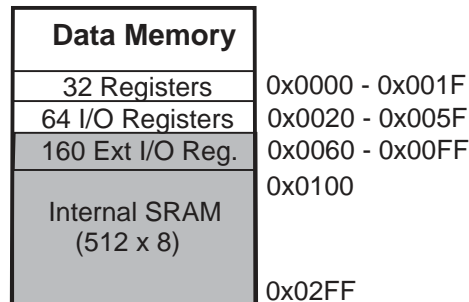 Data Memory
32 Registers 0x0000 - 0x001F
64 I/O Registers 0x0020 - 0x005F
160 Ext I/O Reg. 0x0060 - 0x00FF
0x0100
Internal SRAM
(512 x 8)
0x02FF